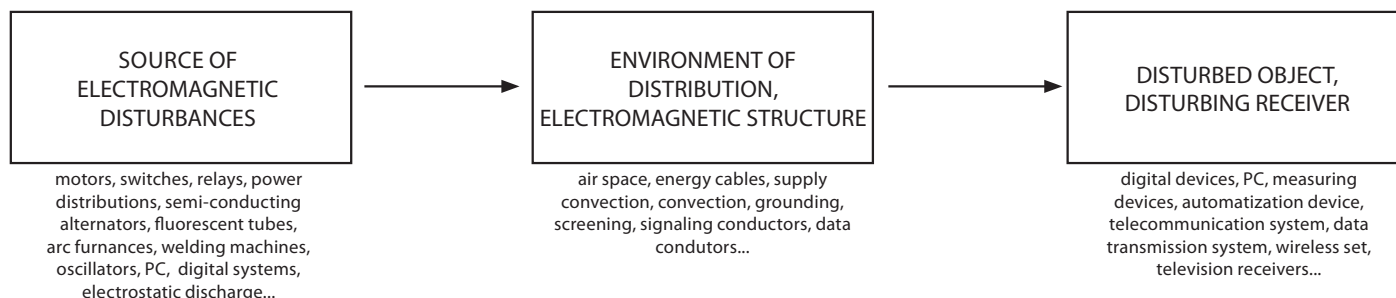 SOURCE OF
ELECTROMAGNETIC
DISTURBANCES
motors, switches, relays, power
distributions, semi-conducting
alternators, fluorescent tubes,
arc furnances, welding machines,
oscillators, PC, digital systems,
electrostatic discharge...
ENVIRONMENT OF
DISTRIBUTION,
ELECTROMAGNETIC STRUCTURE
air space, energy cables, supply
convection, convection, grounding,
screening, signaling conductors, data
condutors...
DISTURBED OBJECT,
DISTURBING RECEIVER
digital devices, PC, measuring
devices, automatization device,
telecommunication system, data
transmission system, wireless set,
television receivers...